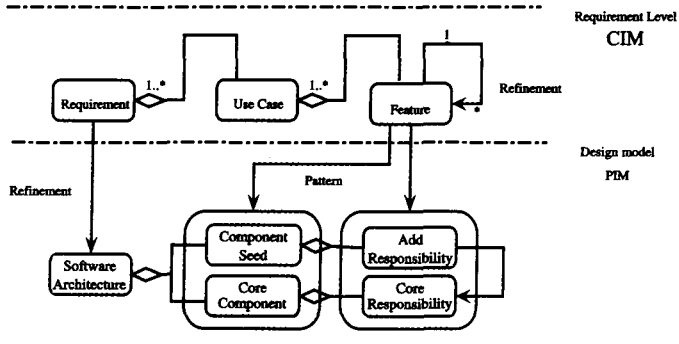 Requirement Level
CIM
1
1..*
1..*
Requirement
Use Case
Feature
Refinement
*
Design model
PIM
Refinement
Pattern
Component
Seed
Add
Responsibility
Software
Architecture
Core
Component
Core
Responsibility